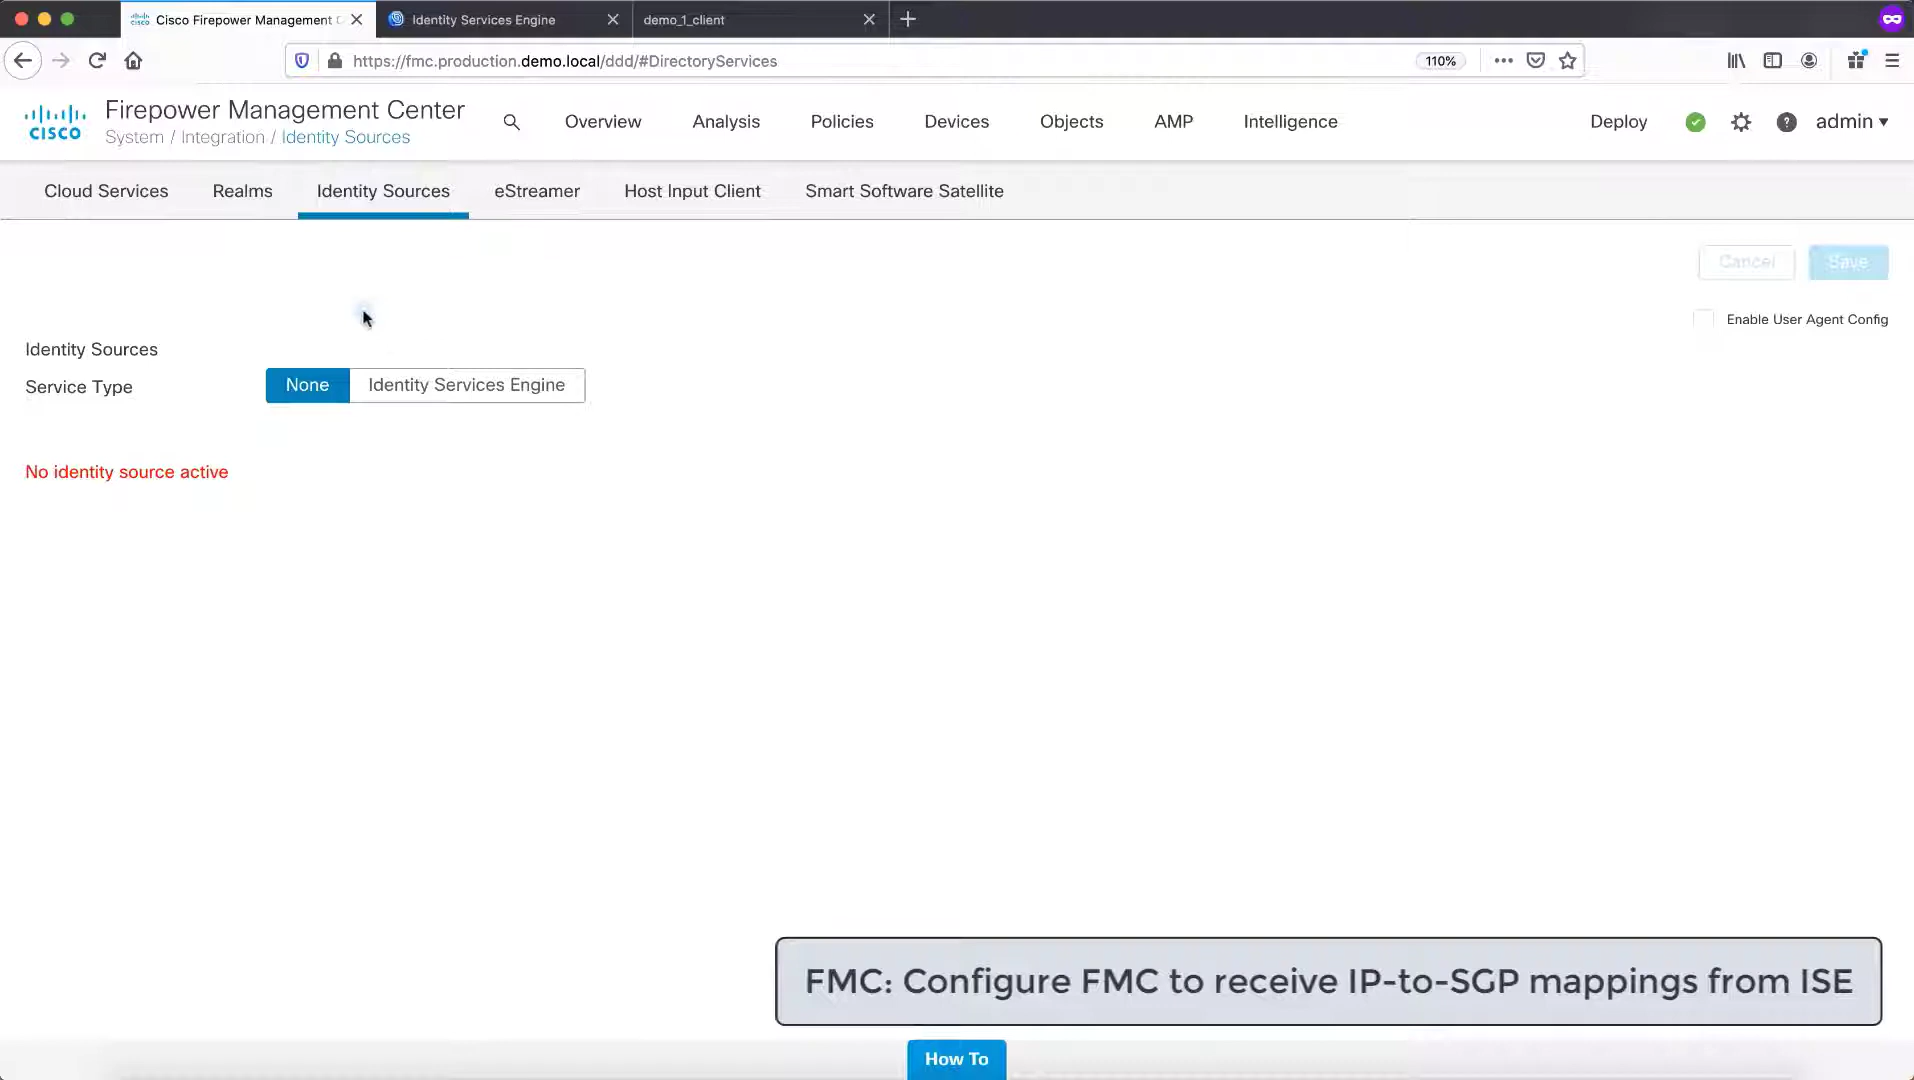 Cisco Firepower Management C
Identity Services Engine
demo_1_client
https://fmc.production.demo.local/ddd/#DirectoryServices
110%
CISCO
Firepower Management Center
System / Integration / Identity Sources
Overview
Analysis
Policies
Devices
Objects
AMP
Intelligence
Deploy
admin
Cloud Services
Realms
Identity Sources
eStreamer
Host Input Client
Smart Software Satellite
Cancel
Save
Enable User Agent Config
Identity Sources
Service Type
None
Identity Services Engine
No identity source active
FMC: Configure FMC to receive IP-to-SGP mappings from ISE
How To